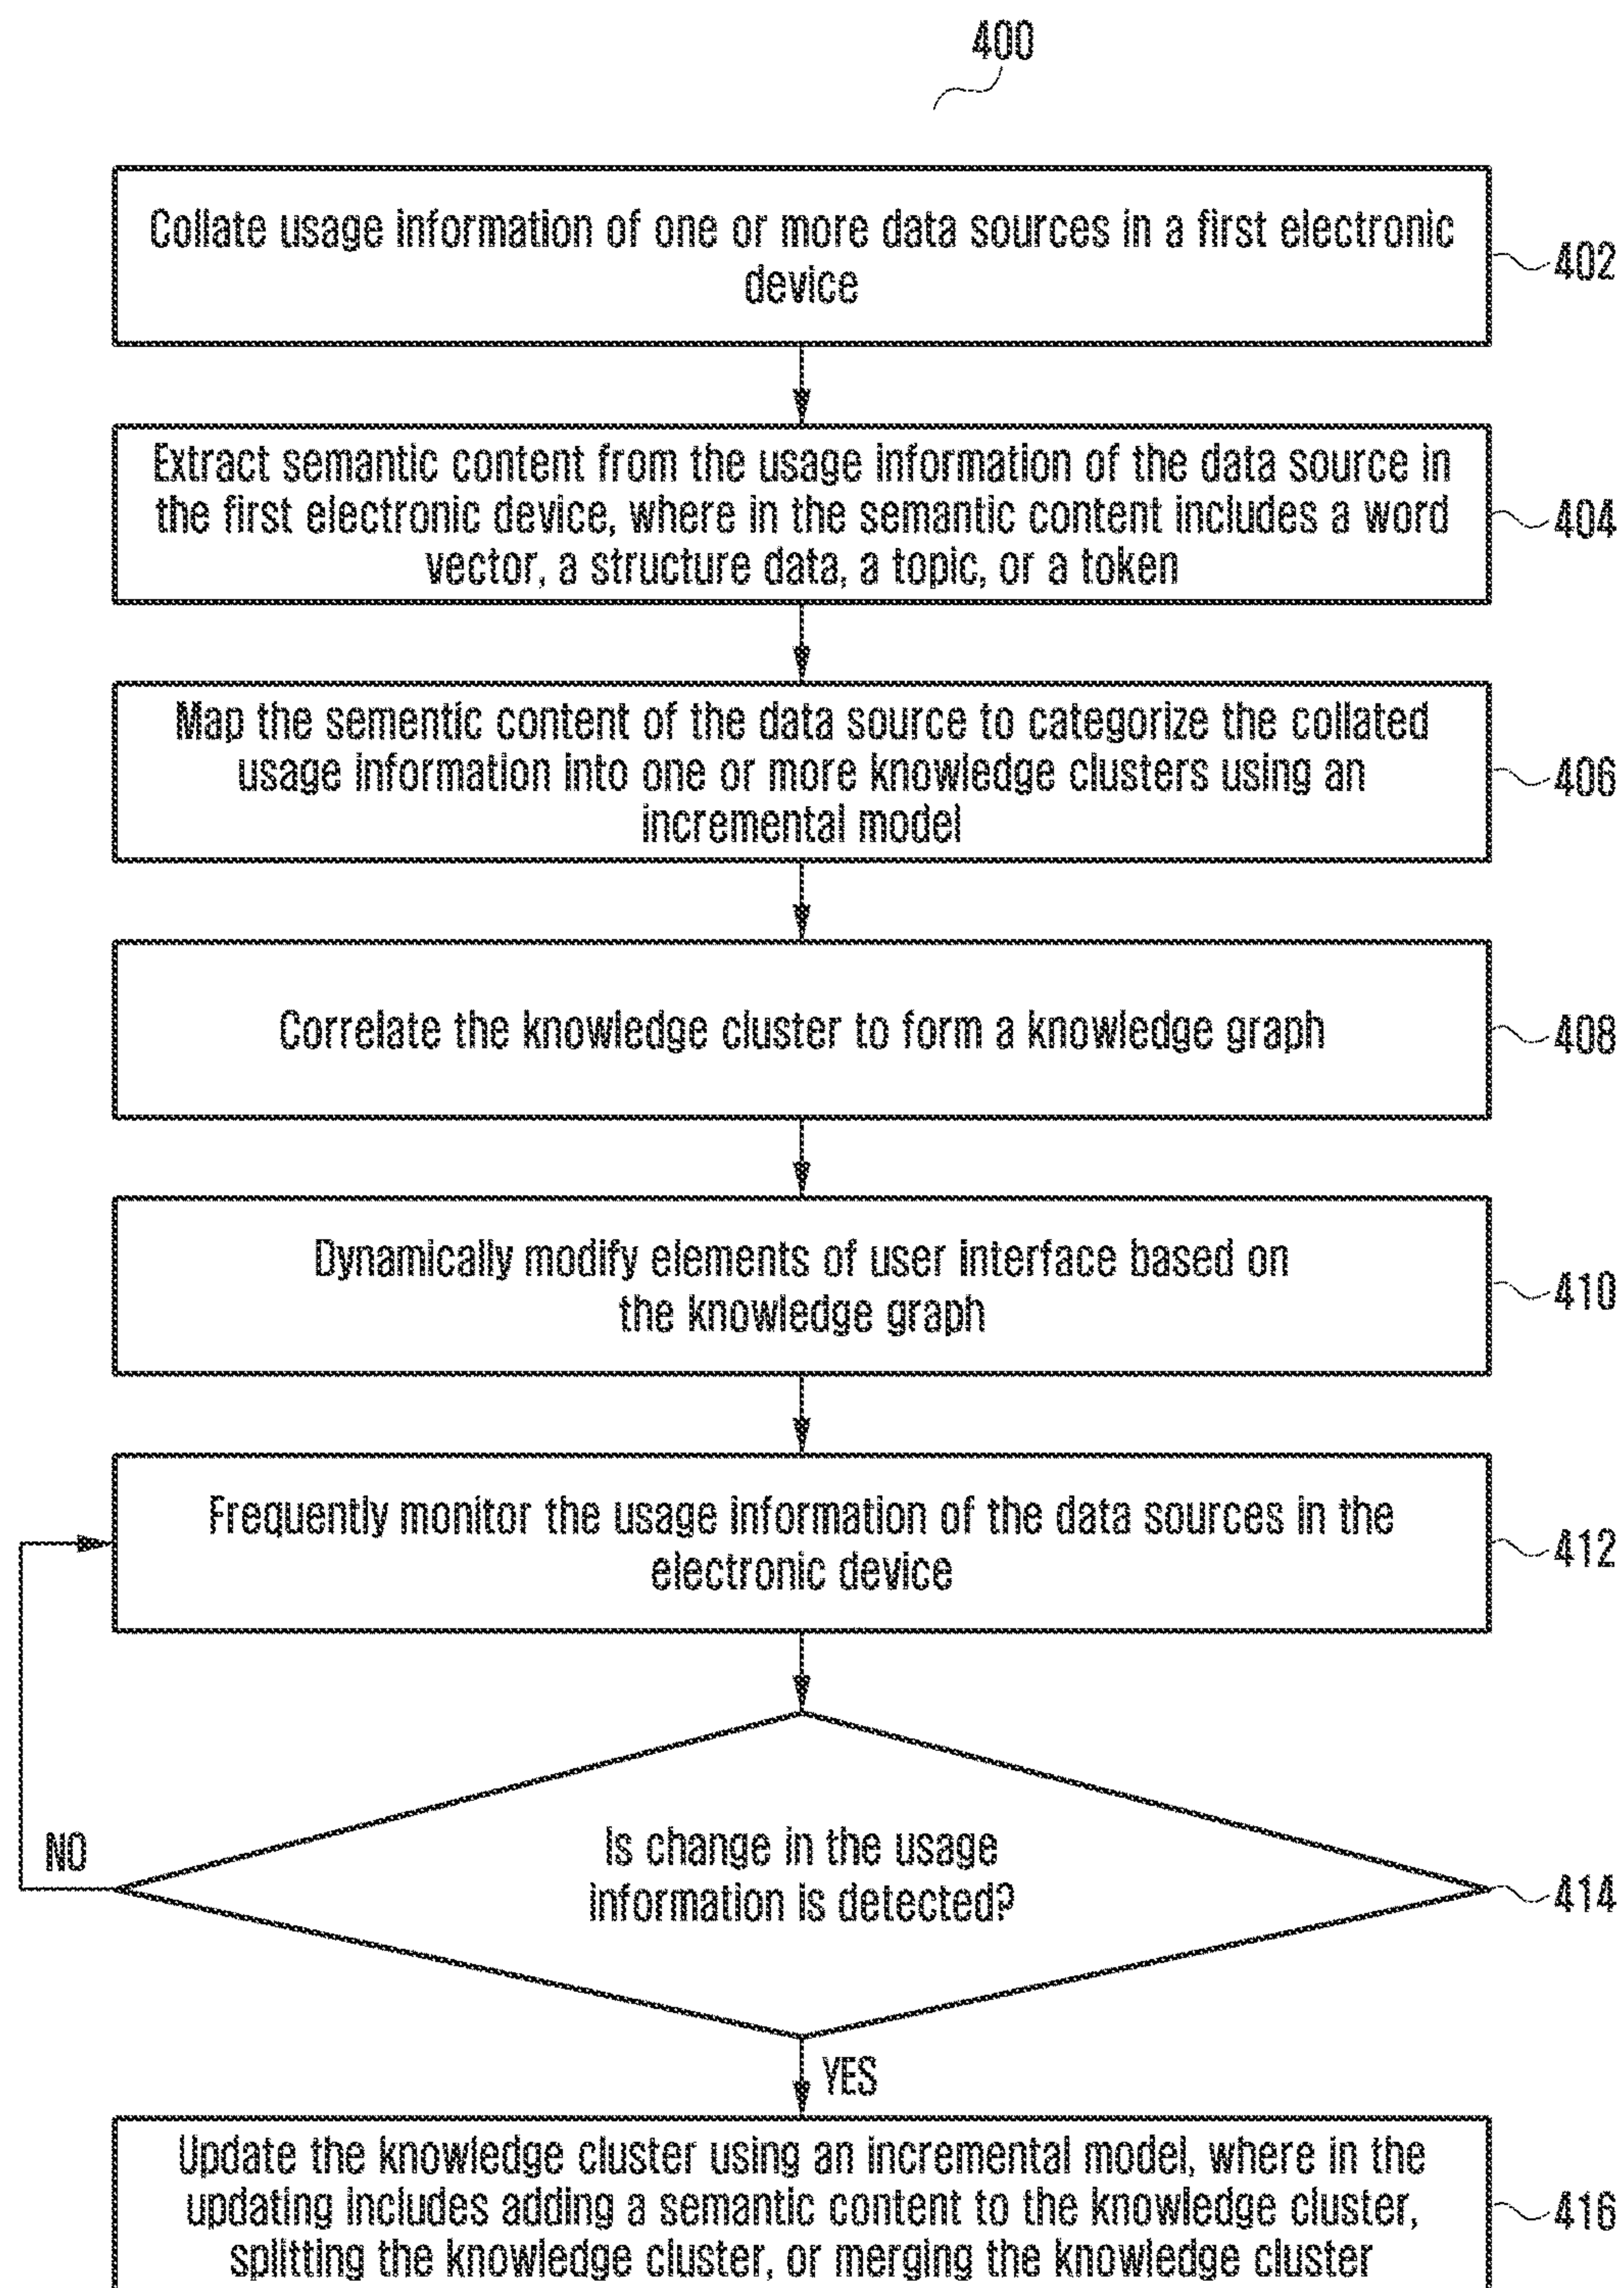 400
Collate usage information of one or more data sources in a first electronic
device
402
Extract semantic content from the usage information of the data source in
the first electronic device, where in the semantic content includes a word
vector, a structure data, a topic, or a token
404
Map the sementic content of the data source to categorize the collated
usage information into one or more knowledge clusters using an
incremental model
406
Correlate the knowledge cluster to form a knowledge graph
408
Dynamically modify elements of user interface based on
the knowledge graph
410
Frequently monitor the usage information of the data sources in the
electronic device
412
Is change in the usage
information is detected?
414
NO
YES
Update the knowledge cluster using an incremental model, where in the
updating includes adding a semantic content to the knowledge cluster,
splitting the knowledge cluster, or merging the knowledge cluster
416